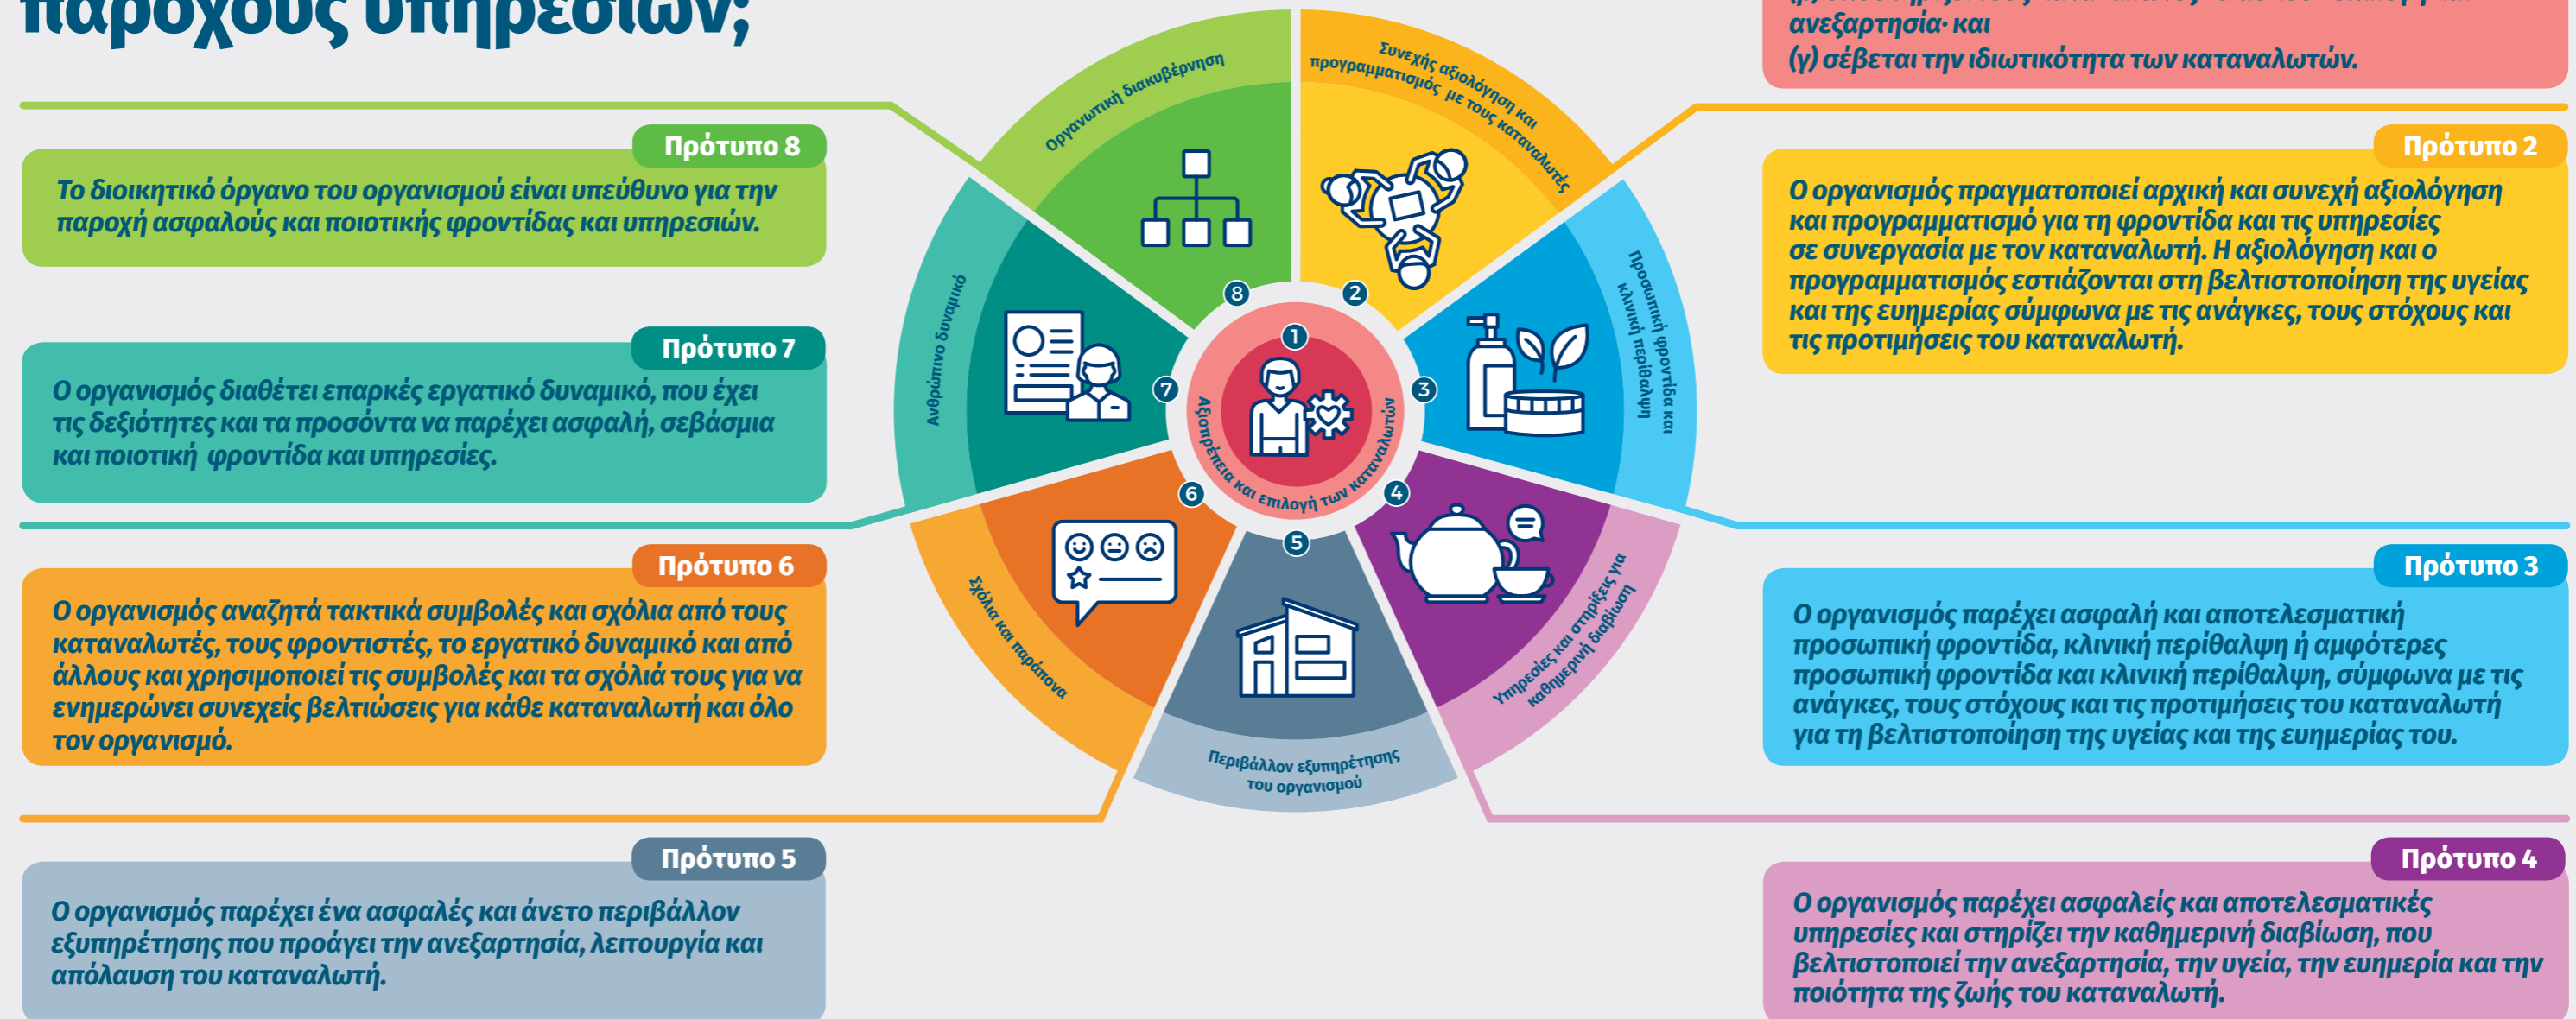 παρόχους υπηρεσιών;
ανεξαρτησία· και
(γ) σέβεται την ιδιωτικότητα των καταναλωτών.
Πρότυπο 8
Το διοικητικό όργανο του οργανισμού είναι υπεύθυνο για την
παροχή ασφαλούς και ποιοτικής φροντίδας και υπηρεσιών.
Πρότυπο 7
Ο οργανισμός διαθέτει επαρκές εργατικό δυναμικό, που έχει
τις δεξιότητες και τα προσόντα να παρέχει ασφαλή, σεβάσμια
και ποιοτική φροντίδα και υπηρεσίες.
Πρότυπο 6
Ο οργανισμός αναζητά τακτικά συμβολές και σχόλια από τους
καταναλωτές, τους φροντιστές, το εργατικό δυναμικό και από
άλλους και χρησιμοποιεί τις συμβολές και τα σχόλιά τους για να
ενημερώνει συνεχείς βελτιώσεις για κάθε καταναλωτή και όλο
τον οργανισμό.
Πρότυπο 5
Ο οργανισμός παρέχει ένα ασφαλές και άνετο περιβάλλον
εξυπηρέτησης που προάγει την ανεξαρτησία, λειτουργία και
απόλαυση του καταναλωτή.
Οργανωτική διακυβέρνηση
Συνεχής αξιολόγηση και
προγραμματισμός με τους καταναλωτές
Προσωπική φροντίδα και
κλινική περίθαλψη
Υπηρεσίες και στηρίξεις για
καθημερινή διαβίωση
Περιβάλλον εξυπηρέτησης
του οργανισμού
Σχόλια και παράπονα
Ανθρώπινο δυναμικό
8
2
1
7
3
6
4
5
Αξιοπρέπεια και επιλογή των καταναλωτών
Πρότυπο 2
Ο οργανισμός πραγματοποιεί αρχική και συνεχή αξιολόγηση
και προγραμματισμό για τη φροντίδα και τις υπηρεσίες
σε συνεργασία με τον καταναλωτή. Η αξιολόγηση και ο
προγραμματισμός εστιάζονται στη βελτιστοποίηση της υγείας
και της ευημερίας σύμφωνα με τις ανάγκες, τους στόχους και
τις προτιμήσεις του καταναλωτή.
Πρότυπο 3
Ο οργανισμός παρέχει ασφαλή και αποτελεσματική
προσωπική φροντίδα, κλινική περίθαλψη ή αμφότερες
προσωπική φροντίδα και κλινική περίθαλψη, σύμφωνα με τις
ανάγκες, τους στόχους και τις προτιμήσεις του καταναλωτή
για τη βελτιστοποίηση της υγείας και της ευημερίας του.
Πρότυπο 4
Ο οργανισμός παρέχει ασφαλείς και αποτελεσματικές
υπηρεσίες και στηρίζει την καθημερινή διαβίωση, που
βελτιστοποιεί την ανεξαρτησία, την υγεία, την ευημερία και την
ποιότητα της ζωής του καταναλωτή.